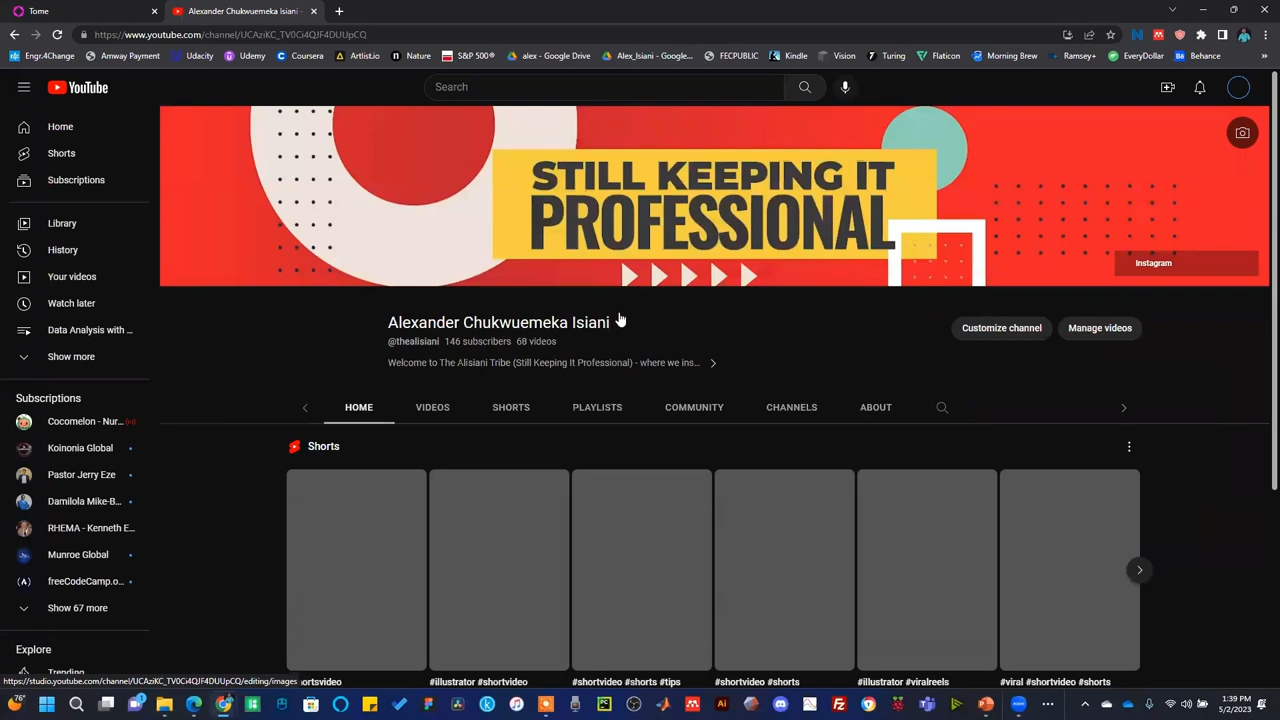 Tome
Alexander Chukwuemeka Isiani -
https://www.youtube.com/channel/UCAziKC_TV0Ci4QJF4DUUpCQ
Engr.4Change
Amway Payment
Udacity
Udemy
Coursera
Artlist.io
Nature
S&P 500®
alex - Google Drive
Alex_Isiani - Google...
FECPUBLIC
Kindle
Vision
Turing
Flaticon
Morning Brew
Ramsey+
EveryDollar
Behance
YouTube
Search
Home
Shorts
Subscriptions
Library
History
Your videos
Watch later
Data Analysis with ...
Show more
Subscriptions
Cocomelon - Nur...
Koinonia Global
Pastor Jerry Eze
Damilola Mike-B...
RHEMA - Kenneth E...
Munroe Global
freeCodeCamp.o...
Show 67 more
Explore
Trending
STILL KEEPING IT
PROFESSIONAL
Instagram
Alexander Chukwuemeka Isiani
@thealisiani 146 subscribers 68 videos
Welcome to The Alisiani Tribe (Still Keeping It Professional) - where we ins...
Customize channel
Manage videos
HOME
VIDEOS
SHORTS
PLAYLISTS
COMMUNITY
CHANNELS
ABOUT
Shorts
ortsvideo
#illustrator #shortvideo
#shortvideo #shorts #tips
#shortvideo #shorts
#illustrator #viralreels
#viral #shortvideo #shorts
https://studio.youtube.com/channel/UCAziKC_TV0Ci4QJF4DUUpCQ/editing/images
76°
1:39 PM
5/2/2023